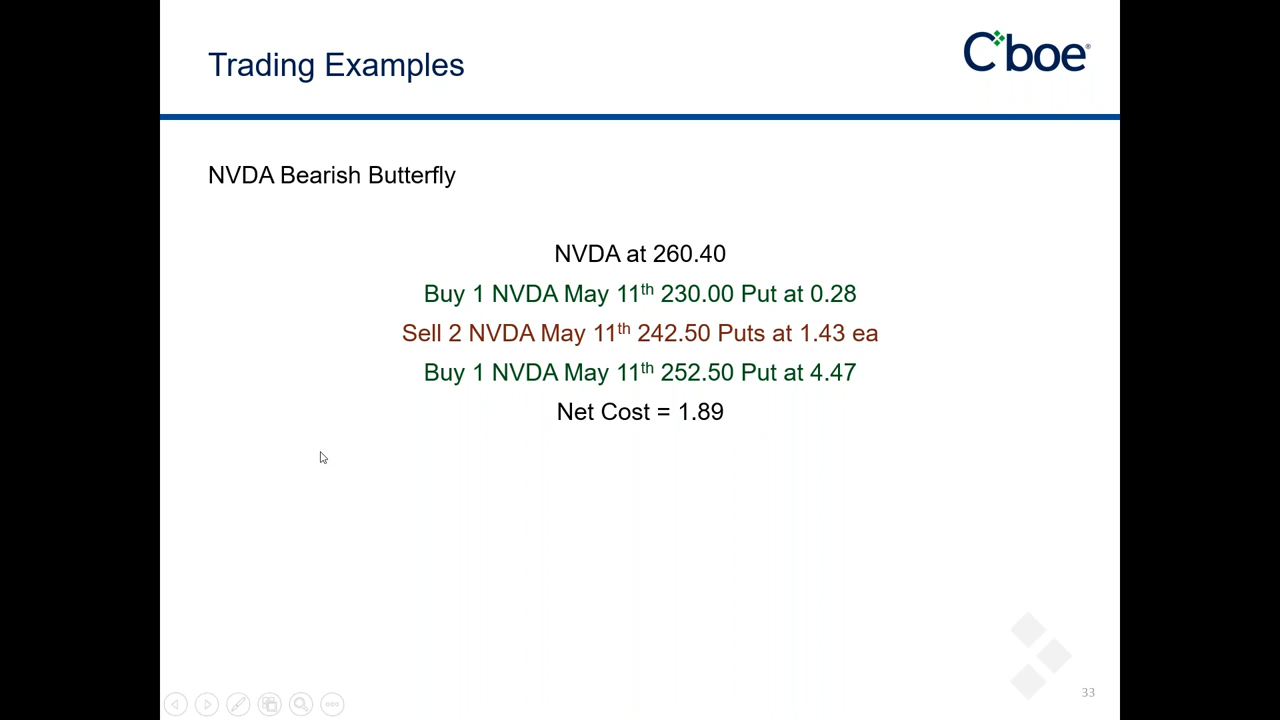 Trading Examples
Cboe®
NVDA Bearish Butterfly
NVDA at 260.40
Buy 1 NVDA May 11th 230.00 Put at 0.28
Sell 2 NVDA May 11th 242.50 Puts at 1.43 ea
Buy 1 NVDA May 11th 252.50 Put at 4.47
Net Cost = 1.89
33